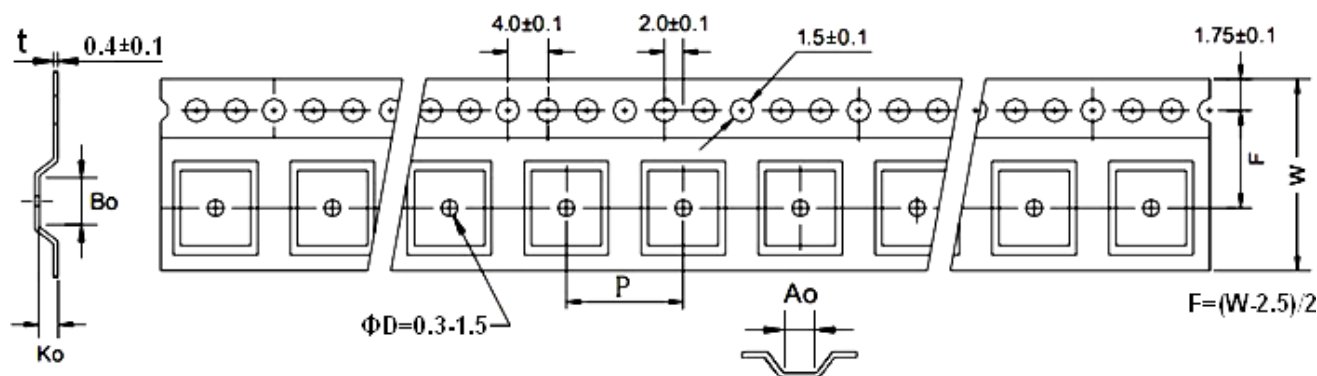 4.0±0.1
2.0±0.1
1.5±0.1
1.75±0.1
t
0.4±0.1
Bo
F
W
P
Ao
ΦD=0.3-1.5
F=(W-2.5)/2
Ko